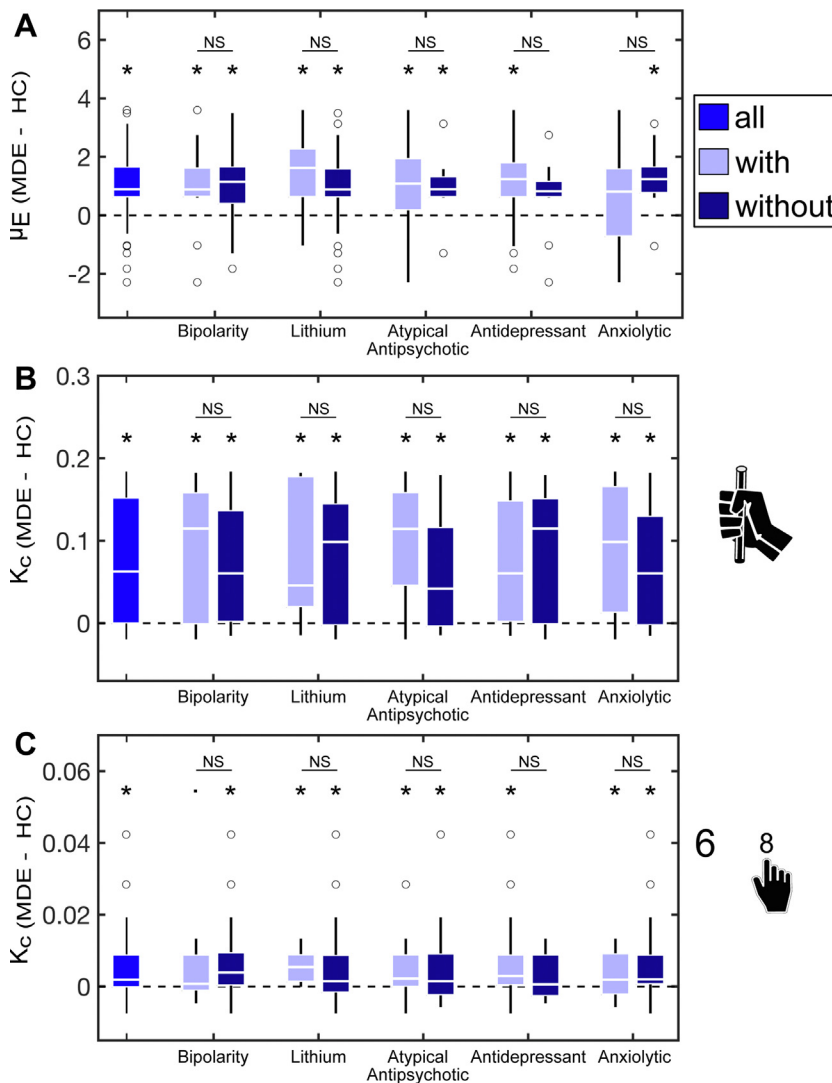 A
µE (MDE - HC)
6
4
2
0
-2
NS NS NS NS NS
* * * * * * * * *
Bipolarity Lithium Atypical Antipsychotic Antidepressant Anxiolytic
all
with
without
B
Kc (MDE - HC)
0.3
0.2
0.1
0
NS NS NS NS NS
* * * * * * * * * * *
Bipolarity Lithium Atypical Antipsychotic Antidepressant Anxiolytic
C
Kc (MDE - HC)
0.06
0.04
0.02
0
NS NS NS NS NS
* . * * * * * * * *
Bipolarity Lithium Atypical Antipsychotic Antidepressant Anxiolytic
6 8